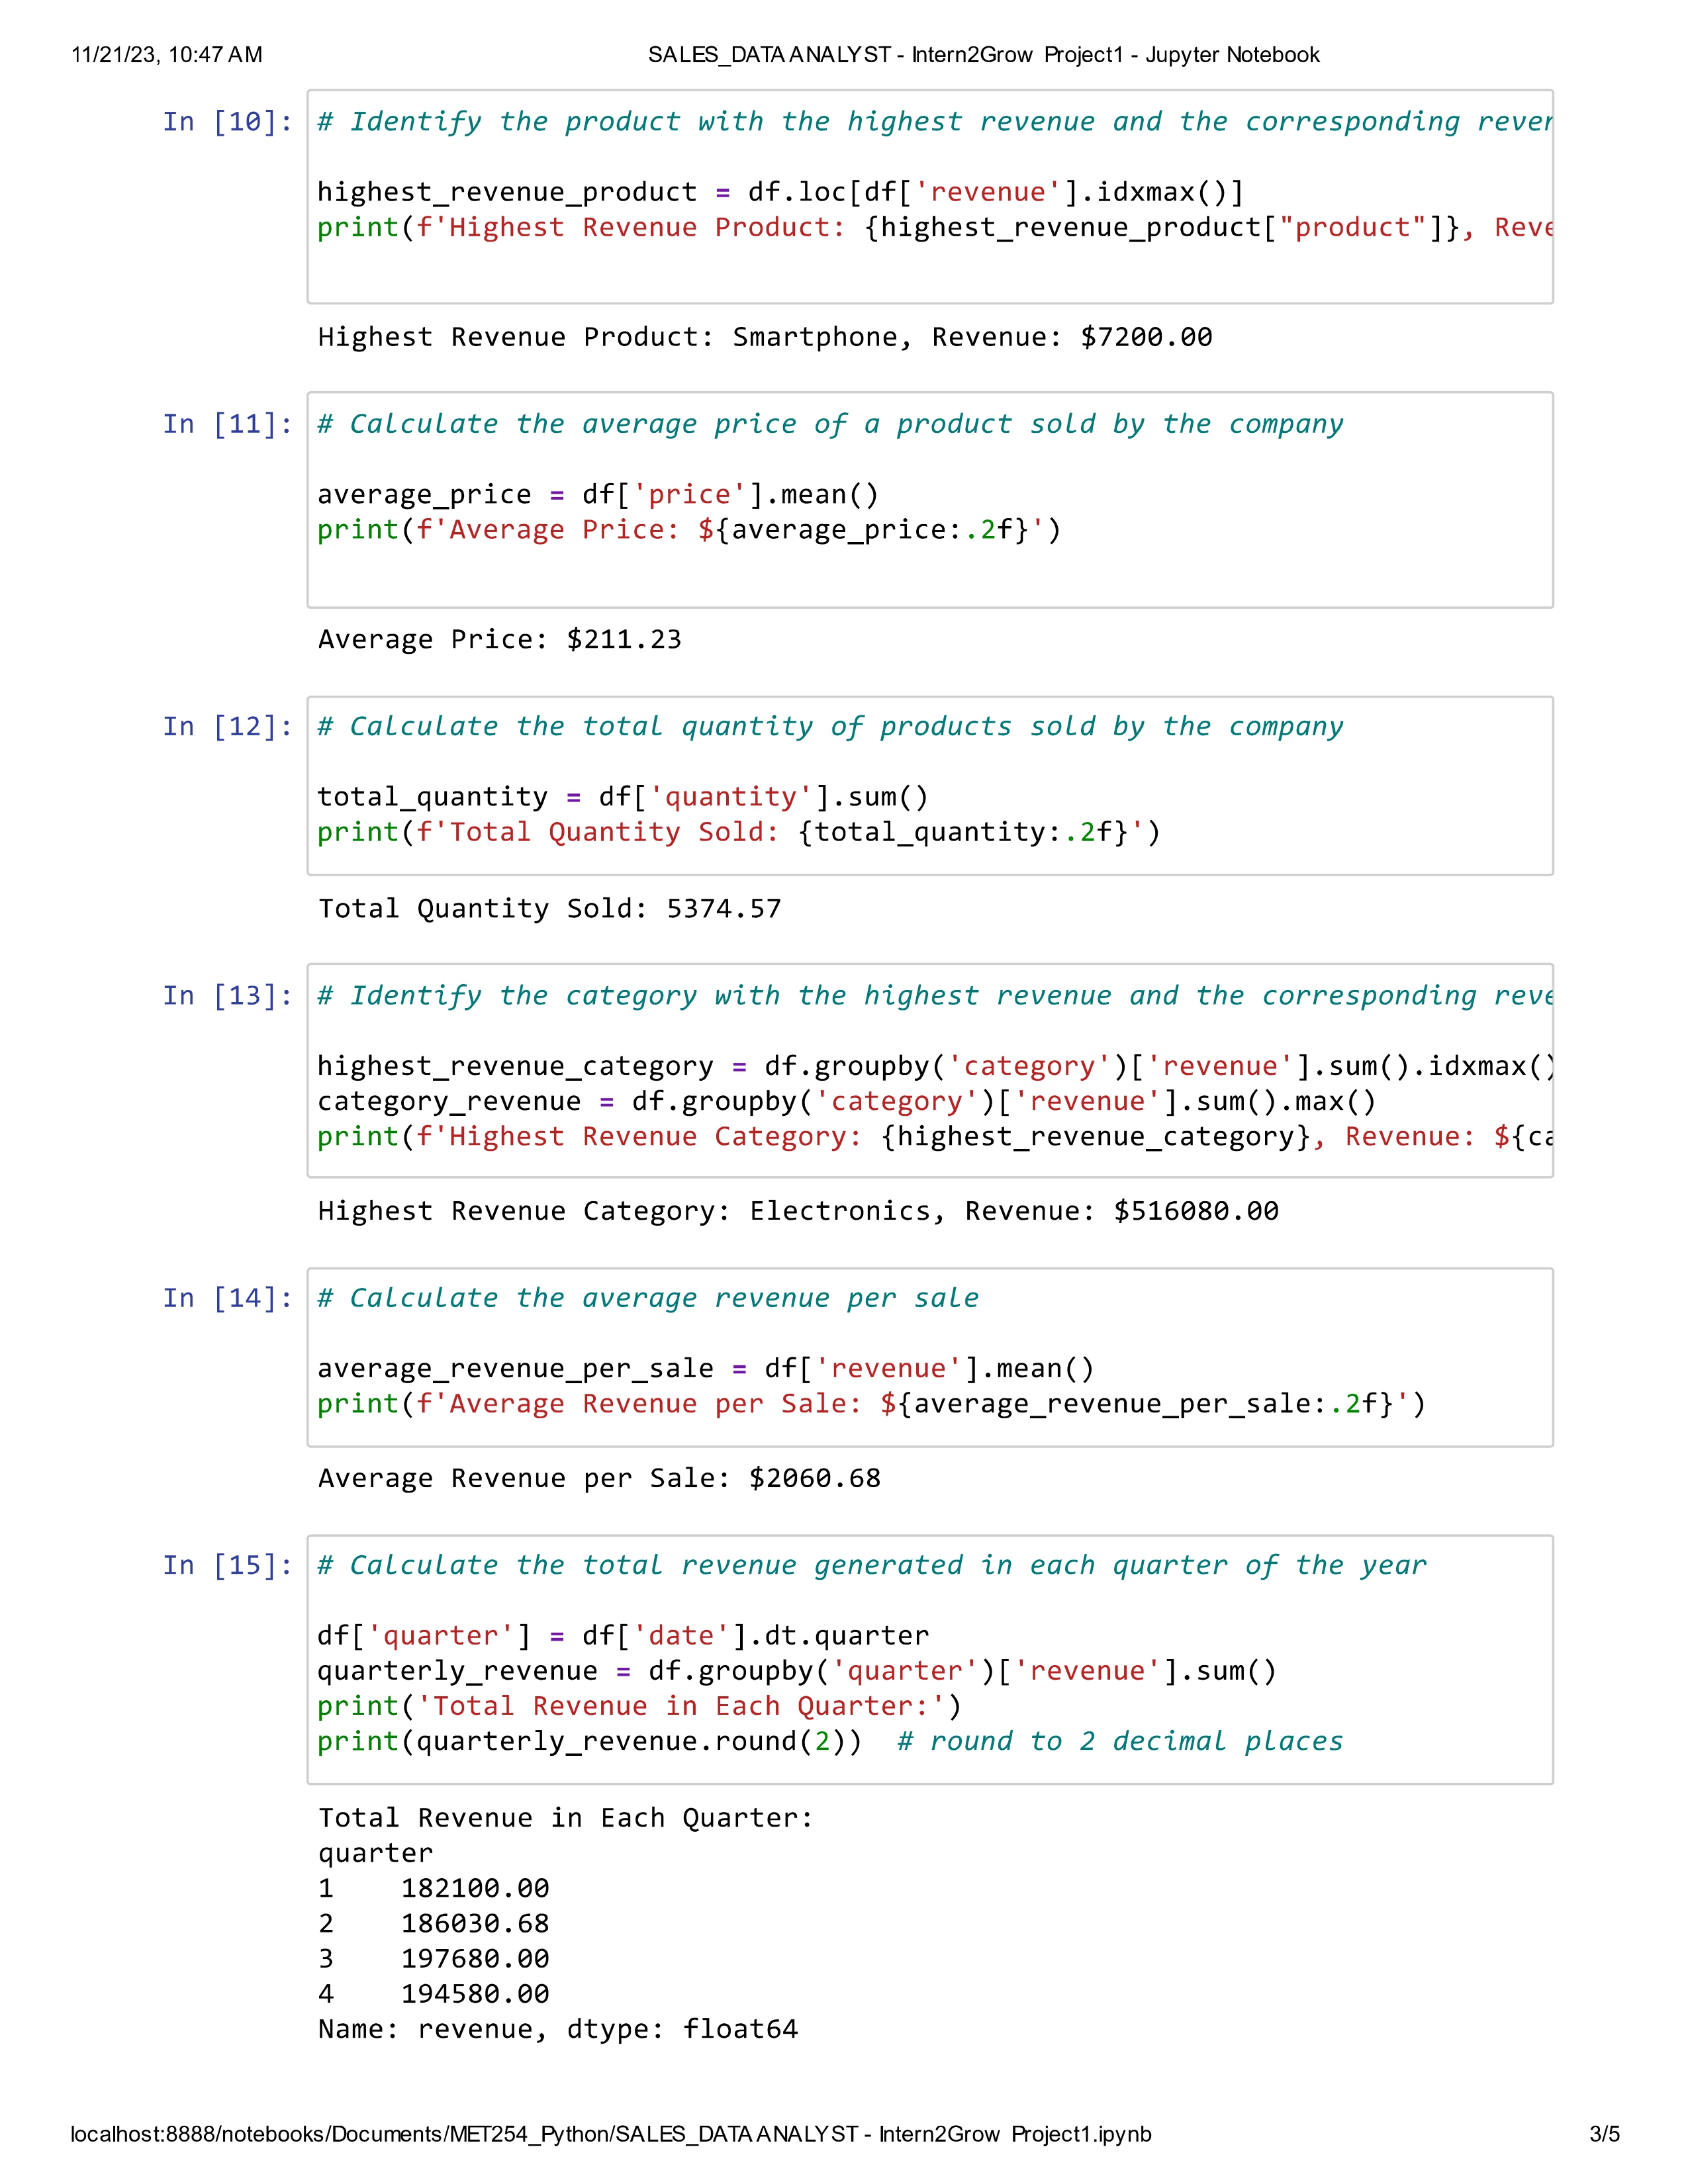 11/21/23, 10:47 AM SALES_DATA ANALYST - Intern2Grow Project1 - Jupyter Notebook
In [10]: # Identify the product with the highest revenue and the corresponding reven
highest_revenue_product = df.loc[df['revenue'].idxmax()]
print(f'Highest Revenue Product: {highest_revenue_product["product"]}, Reve
Highest Revenue Product: Smartphone, Revenue: $7200.00
In [11]: # Calculate the average price of a product sold by the company
average_price = df['price'].mean()
print(f'Average Price: ${average_price:.2f}')
Average Price: $211.23
In [12]: # Calculate the total quantity of products sold by the company
total_quantity = df['quantity'].sum()
print(f'Total Quantity Sold: {total_quantity:.2f}')
Total Quantity Sold: 5374.57
In [13]: # Identify the category with the highest revenue and the corresponding reve
highest_revenue_category = df.groupby('category')['revenue'].sum().idxmax()
category_revenue = df.groupby('category')['revenue'].sum().max()
print(f'Highest Revenue Category: {highest_revenue_category}, Revenue: ${ca
Highest Revenue Category: Electronics, Revenue: $516080.00
In [14]: # Calculate the average revenue per sale
average_revenue_per_sale = df['revenue'].mean()
print(f'Average Revenue per Sale: ${average_revenue_per_sale:.2f}')
Average Revenue per Sale: $2060.68
In [15]: # Calculate the total revenue generated in each quarter of the year
df['quarter'] = df['date'].dt.quarter
quarterly_revenue = df.groupby('quarter')['revenue'].sum()
print('Total Revenue in Each Quarter:')
print(quarterly_revenue.round(2))  # round to 2 decimal places
Total Revenue in Each Quarter:
quarter
1    182100.00
2    186030.68
3    197680.00
4    194580.00
Name: revenue, dtype: float64
localhost:8888/notebooks/Documents/MET254_Python/SALES_DATA ANALYST - Intern2Grow Project1.ipynb 3/5